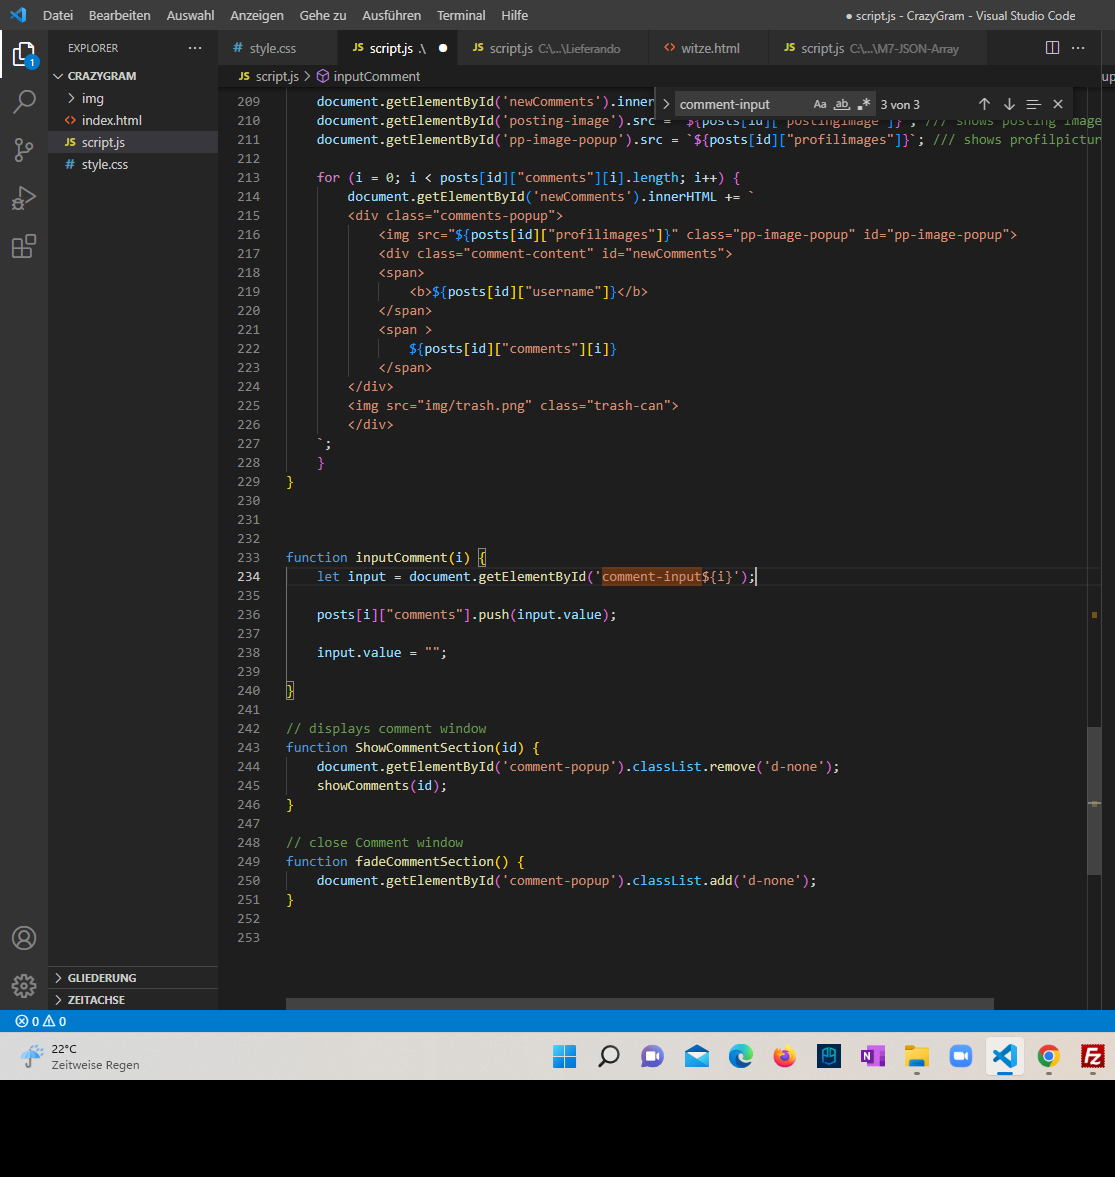 Datei Bearbeiten Auswahl Anzeigen Gehe zu Ausführen Terminal Hilfe ● script.js - CrazyGram - Visual Studio Code
EXPLORER ···
# style.css JS script.js .\ ● JS script.js C:\...\Lieferando <> witze.html JS script.js C:\...\M7-JSON-Array ···
CRAZYGRAM
JS script.js > inputComment
img
<> index.html
JS script.js
# style.css
1
comment-input Aa ab .* 3 von 3
209 document.getElementById('newComments').inner
210 document.getElementById('posting-image').src = `${posts[id]["postingimage"]}`; /// shows posting image
211 document.getElementById('pp-image-popup').src = `${posts[id]["profilimages"]}`; /// shows profilpictur
212
213 for (i = 0; i < posts[id]["comments"][i].length; i++) {
214 document.getElementById('newComments').innerHTML += `
215 <div class="comments-popup">
216 <img src="${posts[id]["profilimages"]}" class="pp-image-popup" id="pp-image-popup">
217 <div class="comment-content" id="newComments">
218 <span>
219 <b>${posts[id]["username"]}</b>
220 </span>
221 <span >
222 ${posts[id]["comments"][i]}
223 </span>
224 </div>
225 <img src="img/trash.png" class="trash-can">
226 </div>
227 `;
228 }
229 }
230
231
232
233 function inputComment(i) {
234 let input = document.getElementById('comment-input${i}');
235
236 posts[i]["comments"].push(input.value);
237
238 input.value = "";
239
240 }
241
242 // displays comment window
243 function ShowCommentSection(id) {
244 document.getElementById('comment-popup').classList.remove('d-none');
245 showComments(id);
246 }
247
248 // close Comment window
249 function fadeCommentSection() {
250 document.getElementById('comment-popup').classList.add('d-none');
251 }
252
253
GLIEDERUNG
ZEITACHSE
0 0
22°C
Zeitweise Regen